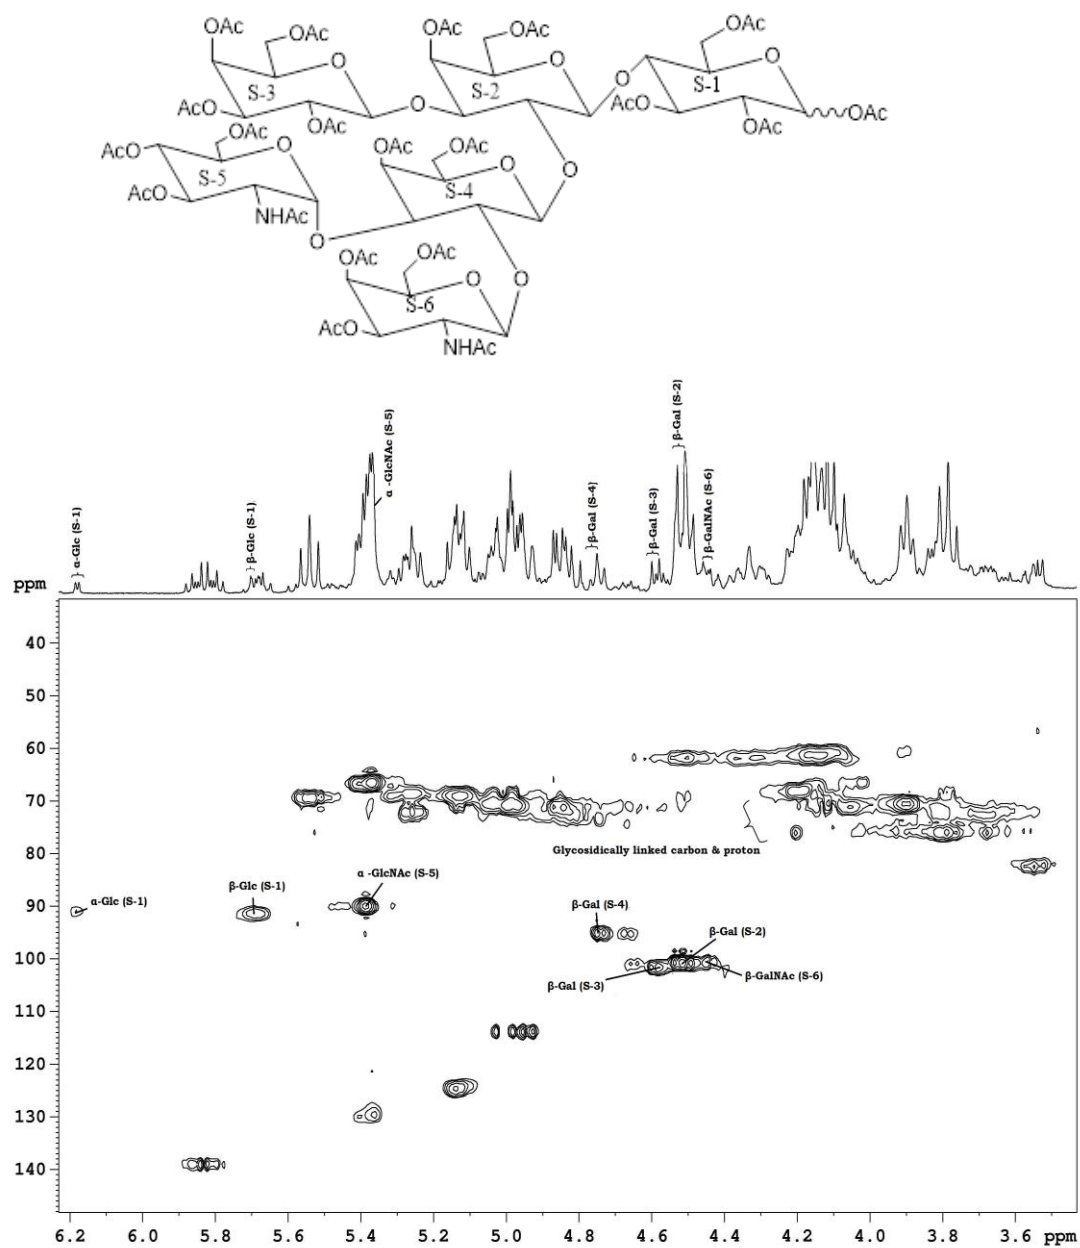 OAc OAc OAc OAc OAc
O O O
S-3 S-2 S-1
AcO O O AcO OAc
OAc OAc OAc
AcO OAc O OAc OAc O O
S-5 S-4
AcO
NHAc O
OAc OAc O O
S-6
AcO
NHAc
α-Glc (S-1)
β-Glc (S-1)
α -GlcNAc (S-5)
β-Gal (S-4)
β-Gal (S-3)
β-Gal (S-2)
β-GalNAc (S-6)
ppm
40
50
60
70
80
Glycosidically linked carbon & proton
α -GlcNAc (S-5)
β-Glc (S-1)
α-Glc (S-1)
90
β-Gal (S-4)
β-Gal (S-2)
100
β-Gal (S-3)
β-GalNAc (S-6)
110
120
130
140
6.2 6.0 5.8 5.6 5.4 5.2 5.0 4.8 4.6 4.4 4.2 4.0 3.8 3.6 ppm